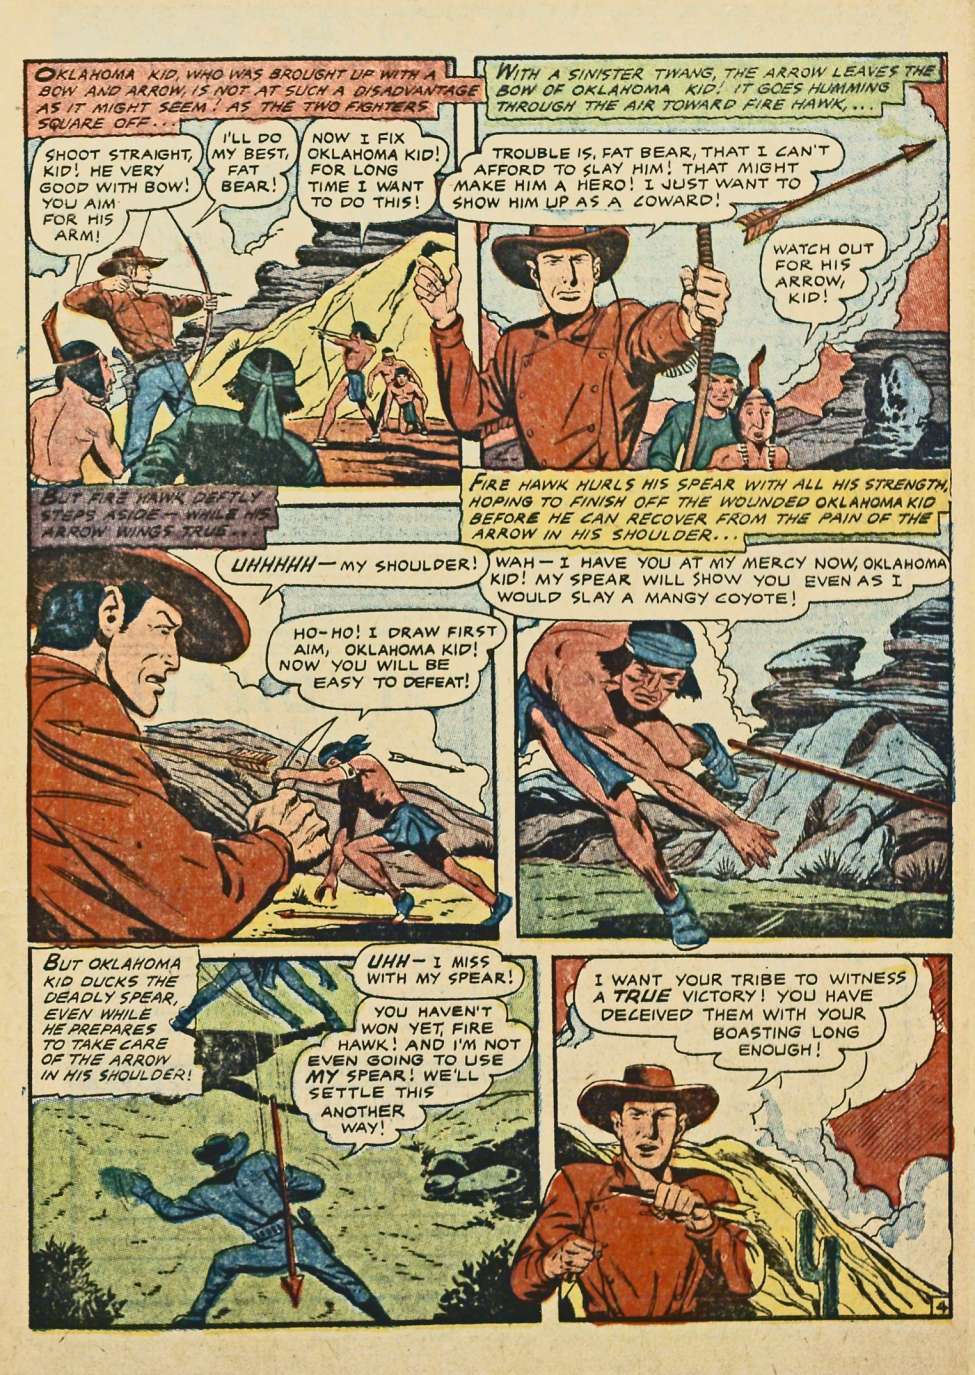 OKLAHOMA KID, WHO WAS BROUGHT UP WITH A
BOW AND ARROW, IS NOT AT SUCH A DISADVANTAGE
AS IT MIGHT SEEM! AS THE TWO FIGHTERS
SQUARE OFF...
SHOOT STRAIGHT,
KID! HE VERY
GOOD WITH BOW!
YOU AIM
FOR HIS
ARM!
I'LL DO
MY BEST,
FAT
BEAR!
NOW I FIX
OKLAHOMA KID!
FOR LONG
TIME I WANT
TO DO THIS!
WITH A SINISTER TWANG, THE ARROW LEAVES THE
BOW OF OKLAHOMA KID! IT GOES HUMMING
THROUGH THE AIR TOWARD FIRE HAWK,...
TROUBLE IS, FAT BEAR, THAT I CAN'T
AFFORD TO SLAY HIM! THAT MIGHT
MAKE HIM A HERO! I JUST WANT TO
SHOW HIM UP AS A COWARD!
WATCH OUT
FOR HIS
ARROW,
KID!
BUT FIRE HAWK DEFTLY
STEPS ASIDE — WHILE HIS
ARROW WINGS TRUE...
UHHHHH — MY SHOULDER!
HO-HO! I DRAW FIRST
AIM, OKLAHOMA KID!
NOW YOU WILL BE
EASY TO DEFEAT!
FIRE HAWK HURLS HIS SPEAR WITH ALL HIS STRENGTH,
HOPING TO FINISH OFF THE WOUNDED OKLAHOMA KID
BEFORE HE CAN RECOVER FROM THE PAIN OF THE
ARROW IN HIS SHOULDER...
WAH — I HAVE YOU AT MY MERCY NOW, OKLAHOMA
KID! MY SPEAR WILL SHOW YOU EVEN AS I
WOULD SLAY A MANGY COYOTE!
BUT OKLAHOMA
KID DUCKS THE
DEADLY SPEAR,
EVEN WHILE
HE PREPARES
TO TAKE CARE
OF THE ARROW
IN HIS SHOULDER!
UHH — I MISS
WITH MY SPEAR!
YOU HAVEN'T
WON YET, FIRE
HAWK! AND I'M NOT
EVEN GOING TO USE
MY SPEAR! WE'LL
SETTLE THIS
ANOTHER
WAY!
I WANT YOUR TRIBE TO WITNESS
A TRUE VICTORY! YOU HAVE
DECEIVED THEM WITH YOUR
BOASTING LONG
ENOUGH!
4